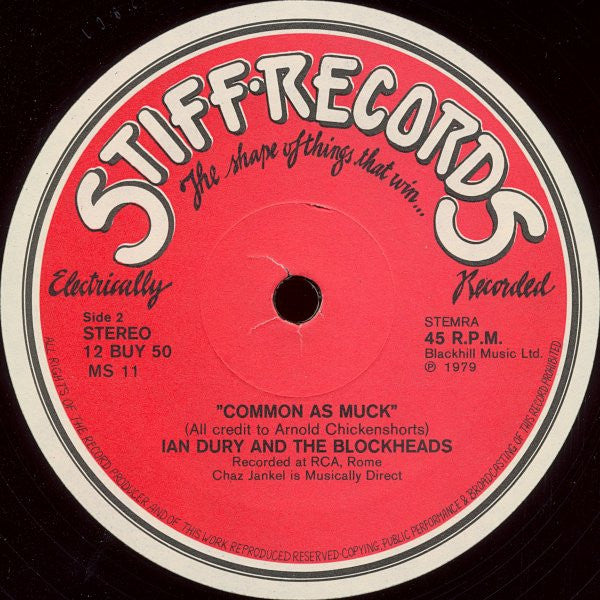 STIFF·RECORDS
The shape of things that win...
Electrically
Recorded
Side 2
STEREO
12 BUY 50
MS 11
STEMRA
45 R.P.M.
Blackhill Music Ltd.
℗ 1979
"COMMON AS MUCK"
(All credit to Arnold Chickenshorts)
IAN DURY AND THE BLOCKHEADS
Recorded at RCA, Rome
Chaz Jankel is Musically Direct
ALL RIGHTS OF THE RECORD PRODUCER AND OF THIS WORK REPRODUCED RESERVED·COPYING, PUBLIC PERFORMANCE & BROADCASTING OF THIS RECORD PROHIBITED